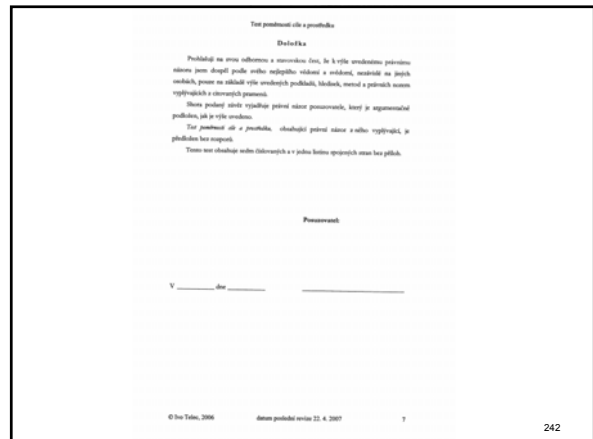 Test poměrnosti cíle a prostředku
Doložka
Prohlašuji na svou odbornou a stavovskou čest, že k výše uvedenému právnímu
názoru jsem dospěl podle svého nejlepšího vědomí a svědomí, nezávislé na jiných
osobách, pouze na základě výše uvedených podkladů, hledisek, metod a právních norem
vyplývajících z citovaných pramenů.
Shora podaný závěr vyjadřuje právní názor posuzovatele, který je argumentačně
podložen, jak je výše uvedeno.
Test poměrnosti cíle a prostředku, obsahující právní názor z něho vyplývající, je
předložen bez rozporů.
Tento test obsahuje sedm číslovaných a v jednu listinu spojených stran bez příloh.
Posuzovatel:
V __________ dne __________ __________
© Ivo Telec, 2006 datum poslední revize 22. 4. 2007 7
242